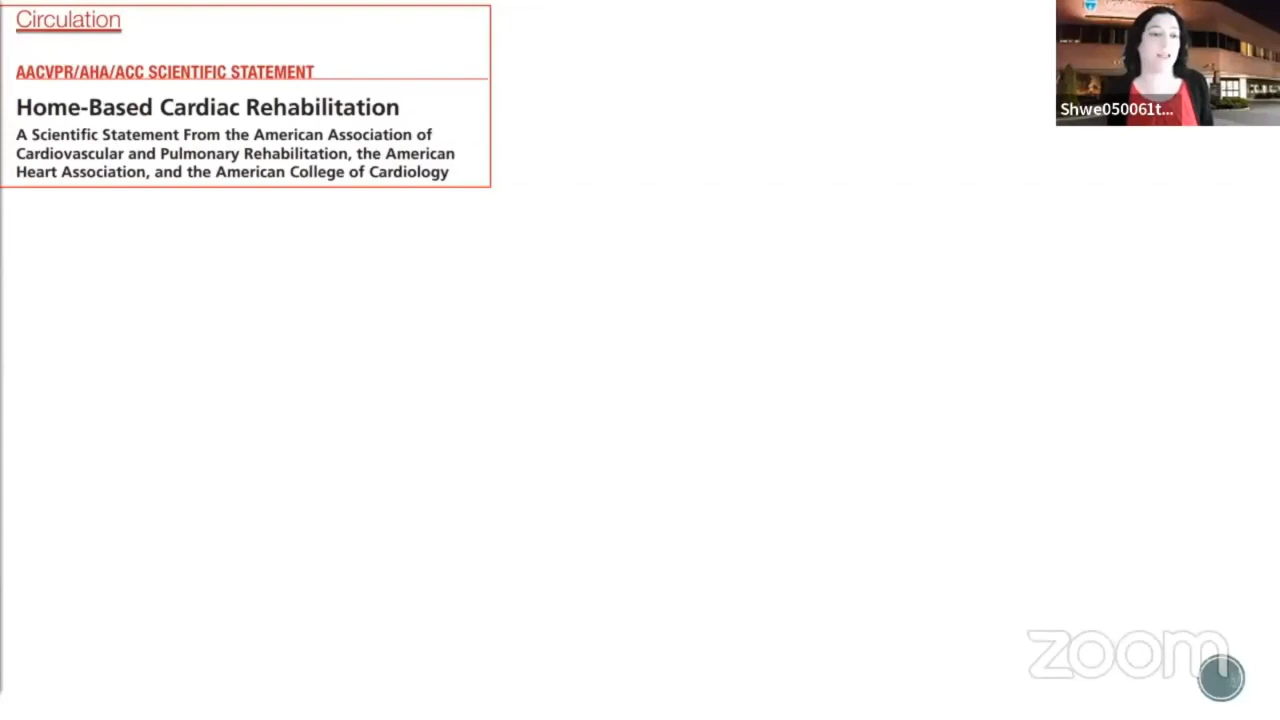 Circulation
AACVPR/AHA/ACC SCIENTIFIC STATEMENT
Home-Based Cardiac Rehabilitation
A Scientific Statement From the American Association of
Cardiovascular and Pulmonary Rehabilitation, the American
Heart Association, and the American College of Cardiology
Shwe050061t...
zoom